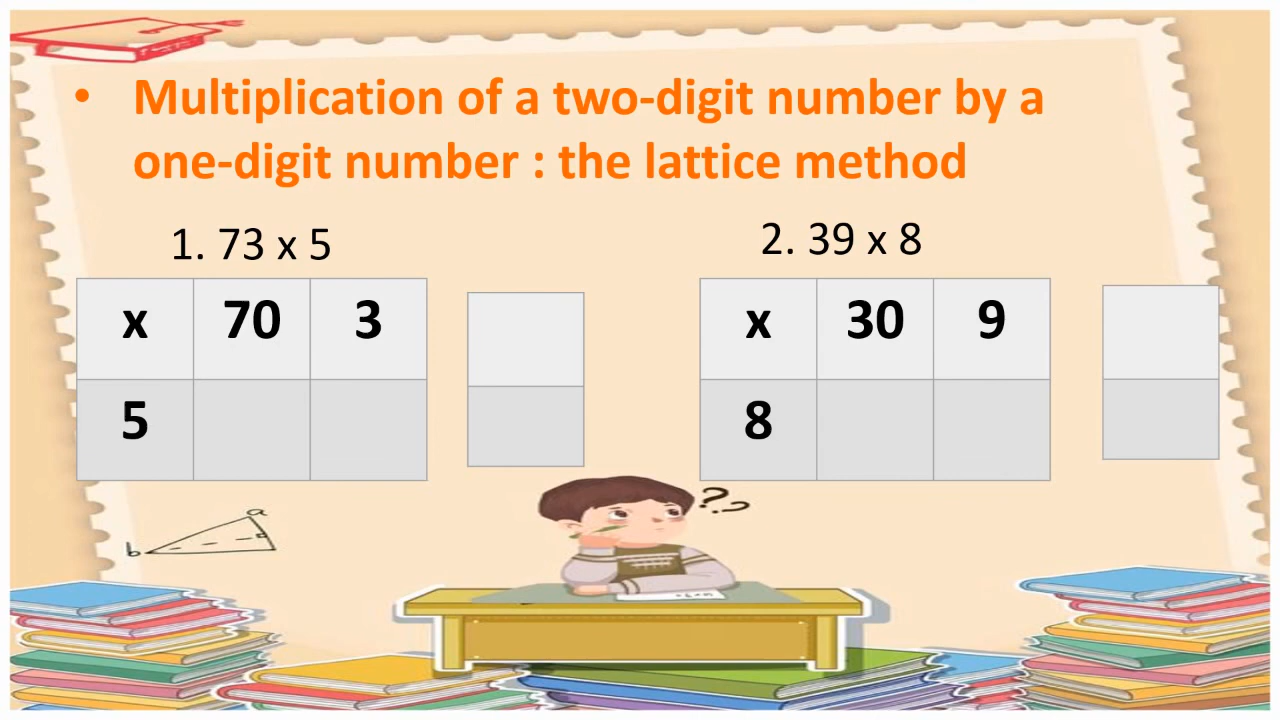 • Multiplication of a two-digit number by a
one-digit number : the lattice method
1. 73 x 5
2. 39 x 8
x 70 3
5
x 30 9
8
? ?
a
b